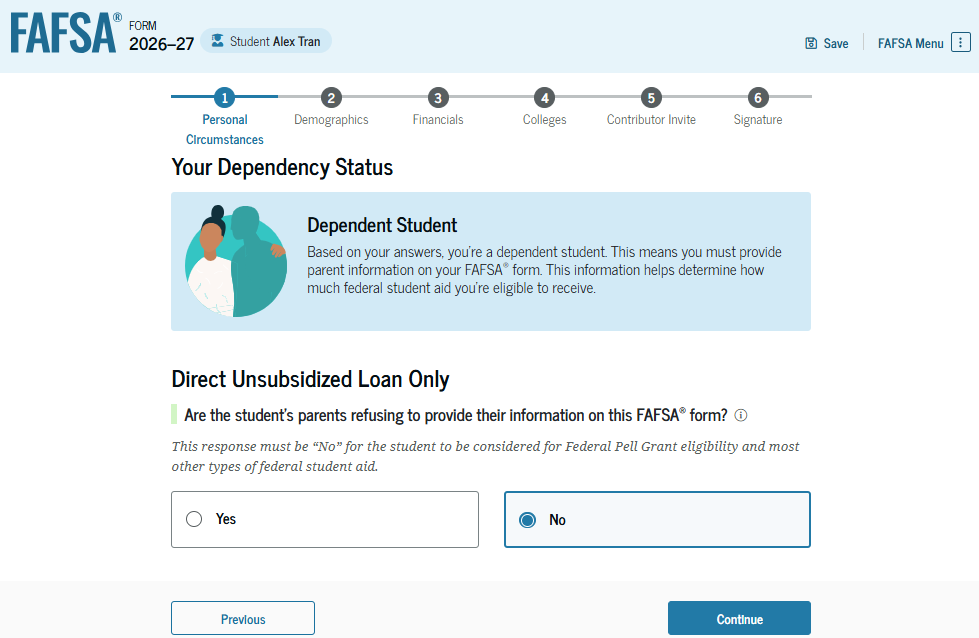 FAFSA®
FORM
2026–27
Student Alex Tran
Save
FAFSA Menu
1
2
3
4
5
6
Personal
Circumstances
Demographics
Financials
Colleges
Contributor Invite
Signature
Your Dependency Status
Dependent Student
Based on your answers, you're a dependent student. This means you must provide
parent information on your FAFSA® form. This information helps determine how
much federal student aid you're eligible to receive.
Direct Unsubsidized Loan Only
Are the student's parents refusing to provide their information on this FAFSA® form?
This response must be “No” for the student to be considered for Federal Pell Grant eligibility and most
other types of federal student aid.
Yes
No
Previous
Continue